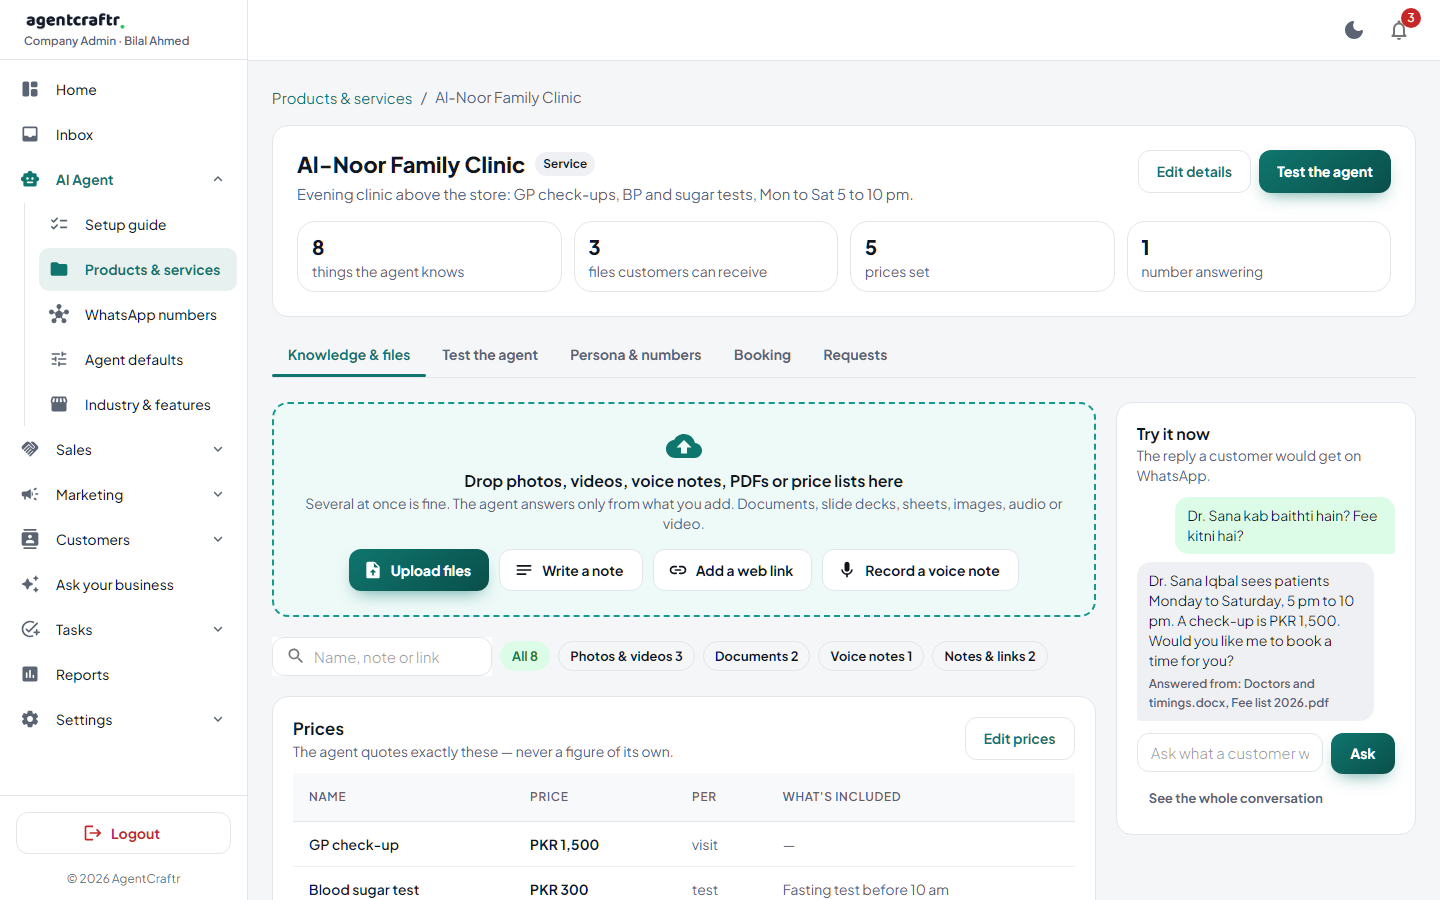 agentcraftr.
Company Admin · Bilal Ahmed
3
Home
Inbox
AI Agent
Setup guide
Products & services
WhatsApp numbers
Agent defaults
Industry & features
Sales
Marketing
Customers
Ask your business
Tasks
Reports
Settings
Logout
© 2026 AgentCraftr
Products & services / Al-Noor Family Clinic
Al-Noor Family Clinic Service
Evening clinic above the store: GP check-ups, BP and sugar tests, Mon to Sat 5 to 10 pm.
Edit details
Test the agent
8
things the agent knows
3
files customers can receive
5
prices set
1
number answering
Knowledge & files
Test the agent
Persona & numbers
Booking
Requests
Drop photos, videos, voice notes, PDFs or price lists here
Several at once is fine. The agent answers only from what you add. Documents, slide decks, sheets, images, audio or
video.
Upload files
Write a note
Add a web link
Record a voice note
Name, note or link
All 8
Photos & videos 3
Documents 2
Voice notes 1
Notes & links 2
Prices
The agent quotes exactly these — never a figure of its own.
Edit prices
NAME PRICE PER WHAT'S INCLUDED
GP check-up PKR 1,500 visit —
Blood sugar test PKR 300 test Fasting test before 10 am
Try it now
The reply a customer would get on
WhatsApp.
Dr. Sana kab baithti hain? Fee
kitni hai?
Dr. Sana Iqbal sees patients
Monday to Saturday, 5 pm to 10
pm. A check-up is PKR 1,500.
Would you like me to book a
time for you?
Answered from: Doctors and
timings.docx, Fee list 2026.pdf
Ask what a customer w
Ask
See the whole conversation